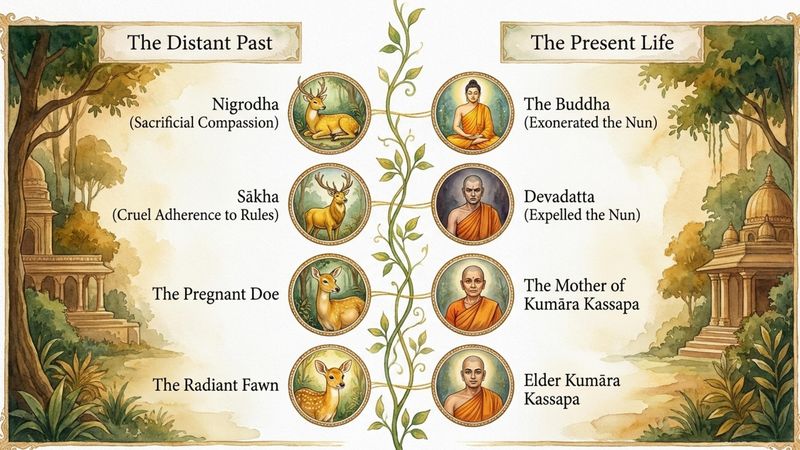 The Distant Past
The Present Life
Nigrodha
(Sacrificial Compassion)
The Buddha
(Exonerated the Nun)
Sākha
(Cruel Adherence to Rules)
Devadatta
(Expelled the Nun)
The Pregnant Doe
The Mother of
Kumāra Kassapa
The Radiant Fawn
Elder Kumāra
Kassapa